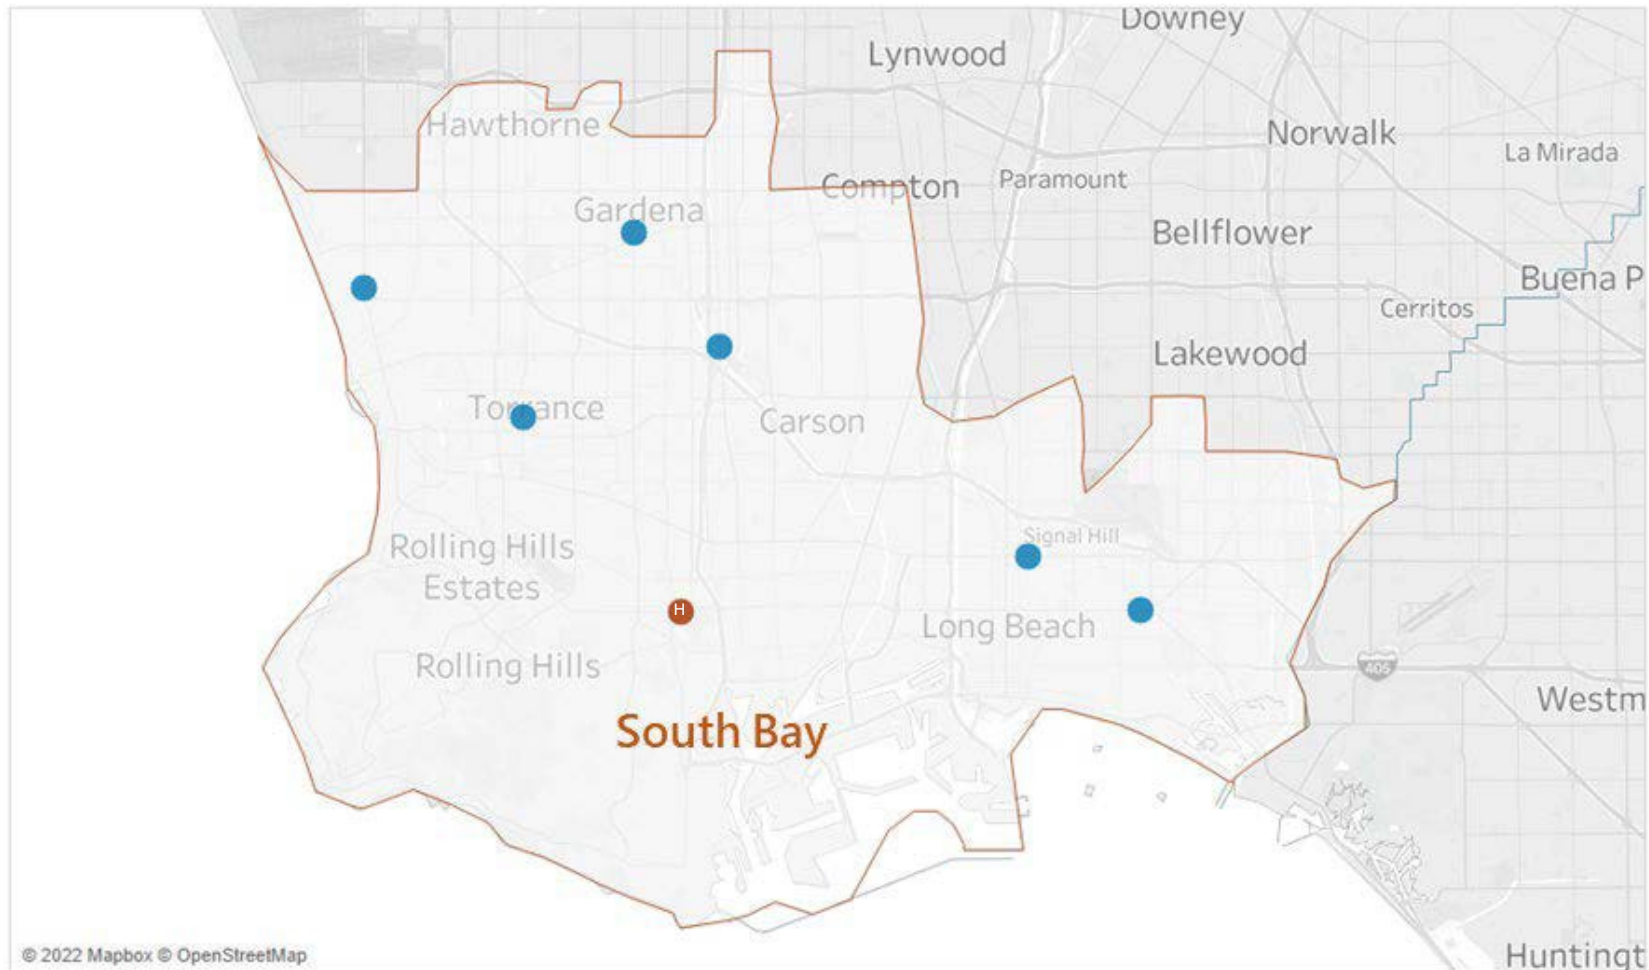 Downey
Lynwood
Hawthorne
Norwalk
La Mirada
Compton
Paramount
Gardena
Bellflower
Buena P
Cerritos
Lakewood
Torrance
Carson
Signal Hill
Rolling Hills
Estates
H
Long Beach
Rolling Hills
405
Westm
South Bay
© 2022 Mapbox © OpenStreetMap
Huntingt